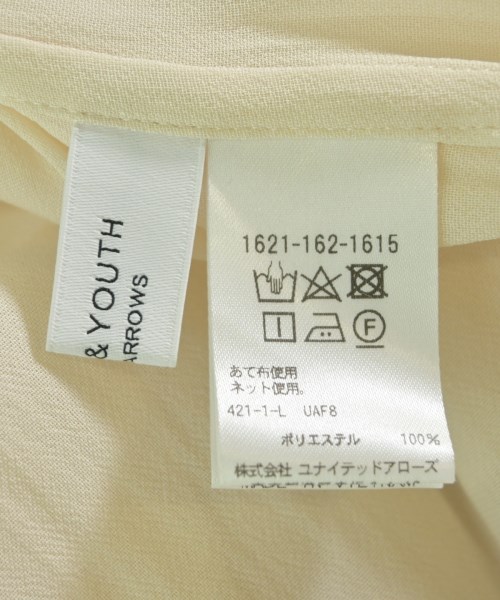 & YOUTH
ARROWS
1621-162-1615
F
あて布使用
ネット使用。
421-1-L UAF8
ポリエステル 100%
株式会社 ユナイテッドアローズ